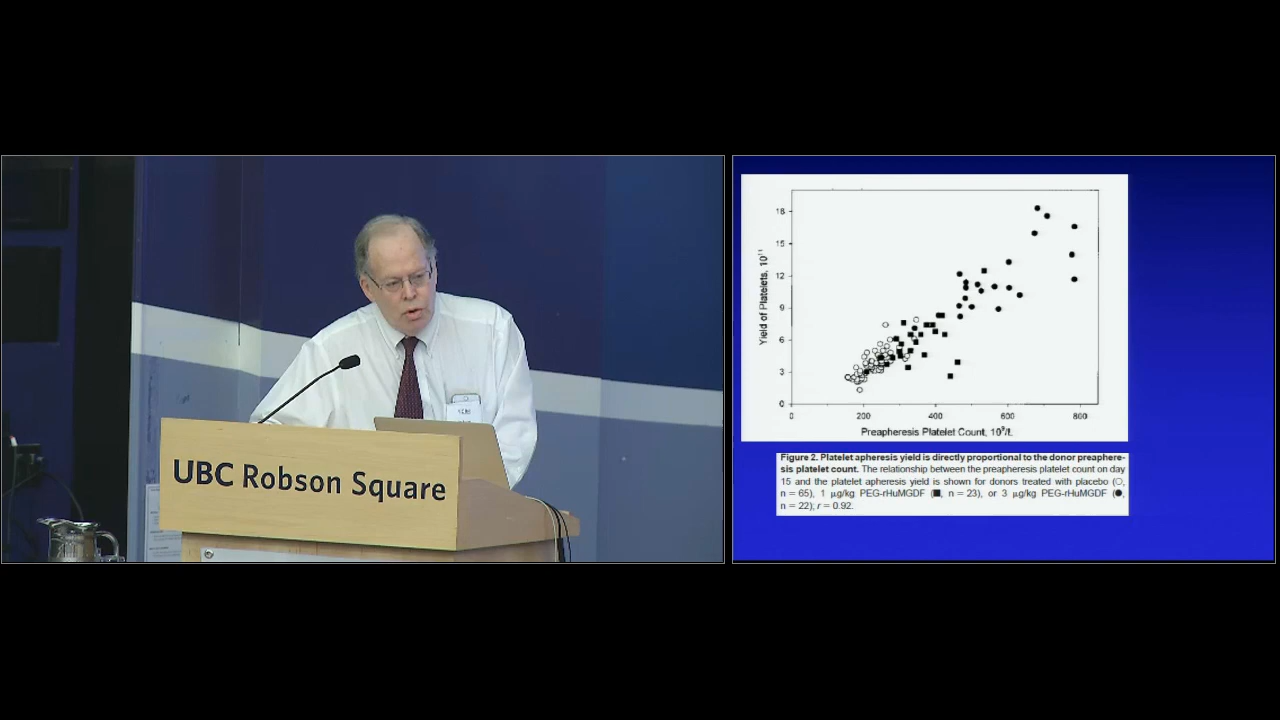 UBC Robson Square
18
15
12
9
6
3
0
Yield of Platelets, 10¹¹
0 200 400 600 800
Preapheresis Platelet Count, 10⁹/L
Figure 2. Platelet apheresis yield is directly proportional to the donor preaphere-
sis platelet count. The relationship between the preapheresis platelet count on day
15 and the platelet apheresis yield is shown for donors treated with placebo (○,
n = 65), 1 μg/kg PEG-rHuMGDF (■, n = 23), or 3 μg/kg PEG-rHuMGDF (●,
n = 22); r = 0.92.